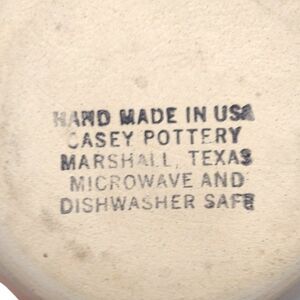 HAND MADE IN USA
CASEY POTTERY
MARSHALL, TEXAS
MICROWAVE AND
DISHWASHER SAFE